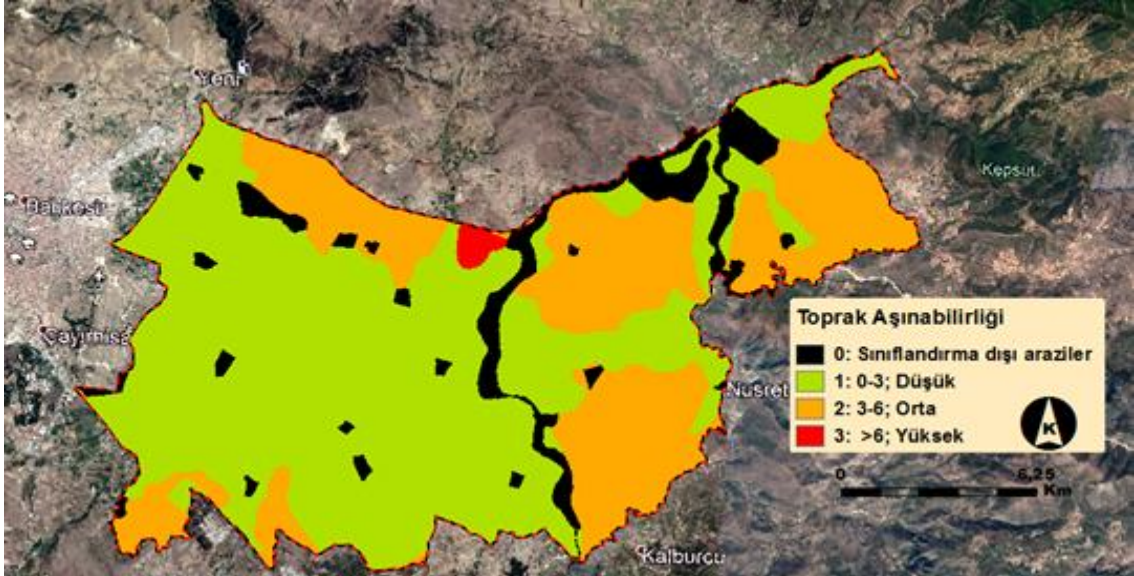 Yeni
Balıkesir
Kepsut
Çayırhisa
Nusret
Kalburcu
Toprak Aşınabilirliği
0: Sınıflandırma dışı araziler
1: 0-3; Düşük
2: 3-6; Orta
3: >6; Yüksek
K
0 6,25
Km